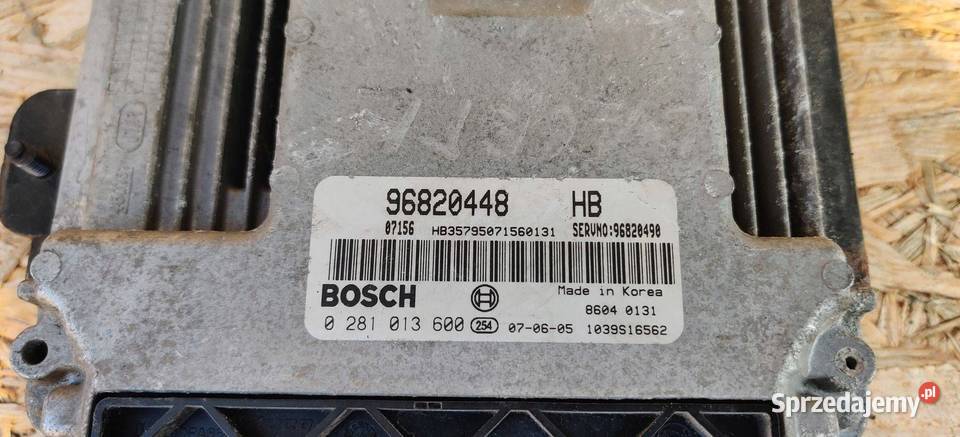 96820448 HB
07156 HB35795071560131 SERVNO:96820490
BOSCH Made in Korea
8604 0131
0 281 013 600 254 07-06-05 1039S16562
Sprzedajemy.pl